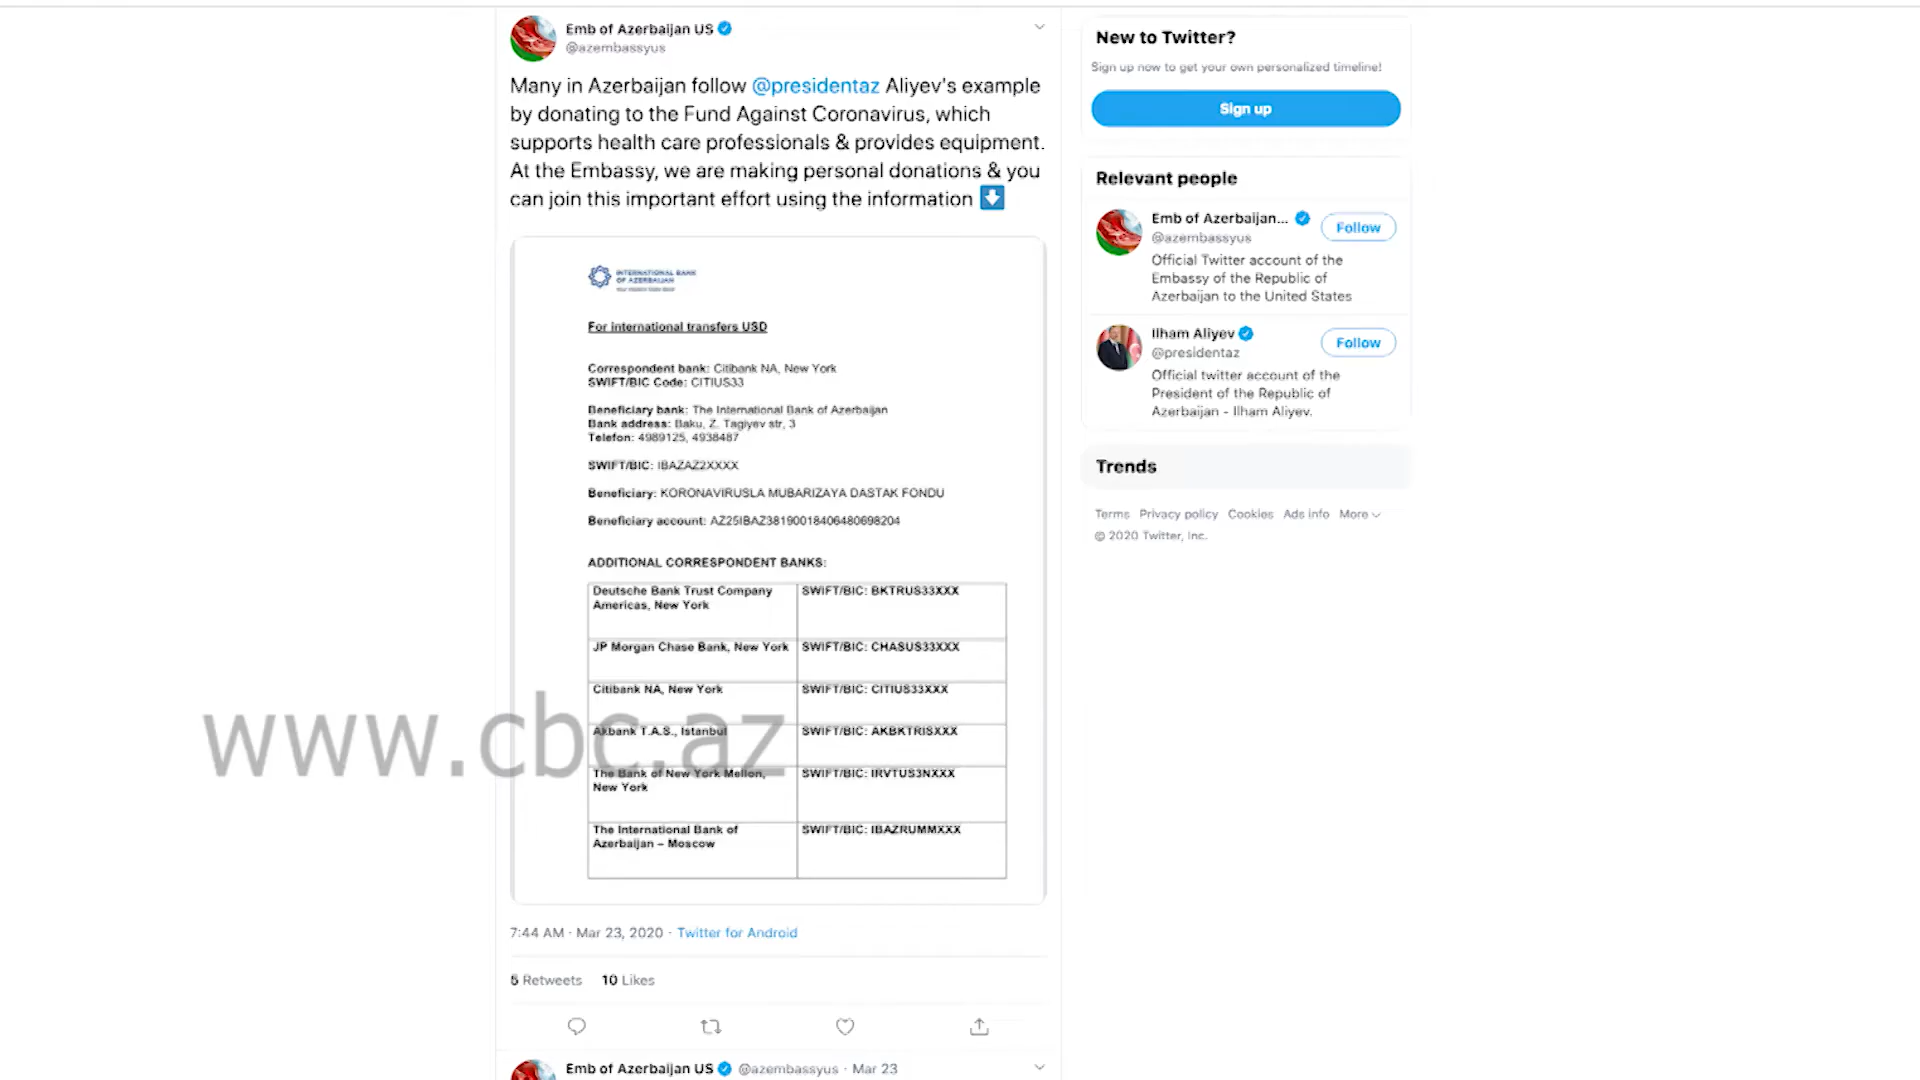 Emb of Azerbaijan US
@azembassyus
Many in Azerbaijan follow @presidentaz Aliyev's example
by donating to the Fund Against Coronavirus, which
supports health care professionals & provides equipment.
At the Embassy, we are making personal donations & you
can join this important effort using the information
INTERNATIONAL BANK
OF AZERBAIJAN
For international transfers USD
Correspondent bank: Citibank NA, New York
SWIFT/BIC Code: CITIUS33
Beneficiary bank: The International Bank of Azerbaijan
Bank address: Baku, Z. Tagiyev str, 3
Telefon: 4989125, 4938487
SWIFT/BIC: IBAZAZ2XXXX
Beneficiary: KORONAVIRUSLA MUBARIZAYA DASTAK FONDU
Beneficiary account: AZ25IBAZ38190018406480698204
ADDITIONAL CORRESPONDENT BANKS:
Deutsche Bank Trust Company SWIFT/BIC: BKTRUS33XXX
Americas, New York
JP Morgan Chase Bank, New York SWIFT/BIC: CHASUS33XXX
Citibank NA, New York SWIFT/BIC: CITIUS33XXX
Akbank T.A.S., Istanbul SWIFT/BIC: AKBKTRISXXX
The Bank of New York Mellon, SWIFT/BIC: IRVTUS3NXXX
New York
The International Bank of SWIFT/BIC: IBAZRUMMXXX
Azerbaijan – Moscow
www.cbc.az
7:44 AM · Mar 23, 2020 · Twitter for Android
5 Retweets 10 Likes
Emb of Azerbaijan US @azembassyus · Mar 23
New to Twitter?
Sign up now to get your own personalized timeline!
Sign up
Relevant people
Emb of Azerbaijan...
@azembassyus
Follow
Official Twitter account of the
Embassy of the Republic of
Azerbaijan to the United States
Ilham Aliyev
@presidentaz
Follow
Official twitter account of the
President of the Republic of
Azerbaijan - Ilham Aliyev.
Trends
Terms Privacy policy Cookies Ads info More
© 2020 Twitter, Inc.